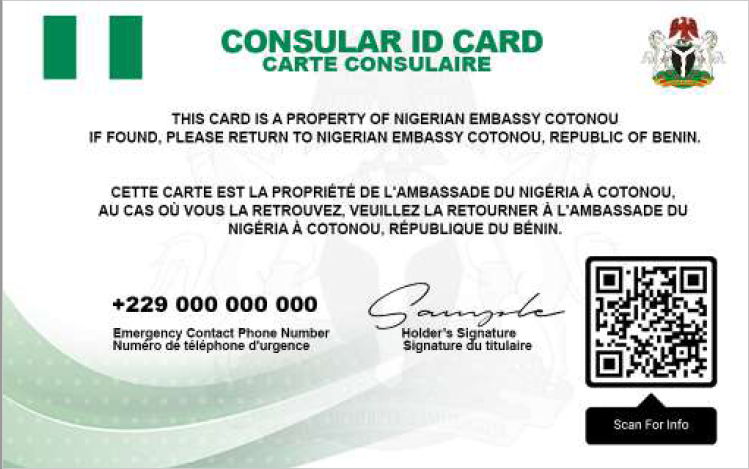 CONSULAR ID CARD
CARTE CONSULAIRE
THIS CARD IS A PROPERTY OF NIGERIAN EMBASSY COTONOU
IF FOUND, PLEASE RETURN TO NIGERIAN EMBASSY COTONOU, REPUBLIC OF BENIN.
CETTE CARTE EST LA PROPRIÉTÉ DE L'AMBASSADE DU NIGÉRIA À COTONOU,
AU CAS OÙ VOUS LA RETROUVEZ, VEUILLEZ LA RETOURNER À L'AMBASSADE DU
NIGÉRIA À COTONOU, RÉPUBLIQUE DU BÉNIN.
+229 000 000 000
Emergency Contact Phone Number
Numéro de téléphone d'urgence
Sample
Holder's Signature
Signature du titulaire
Scan For Info